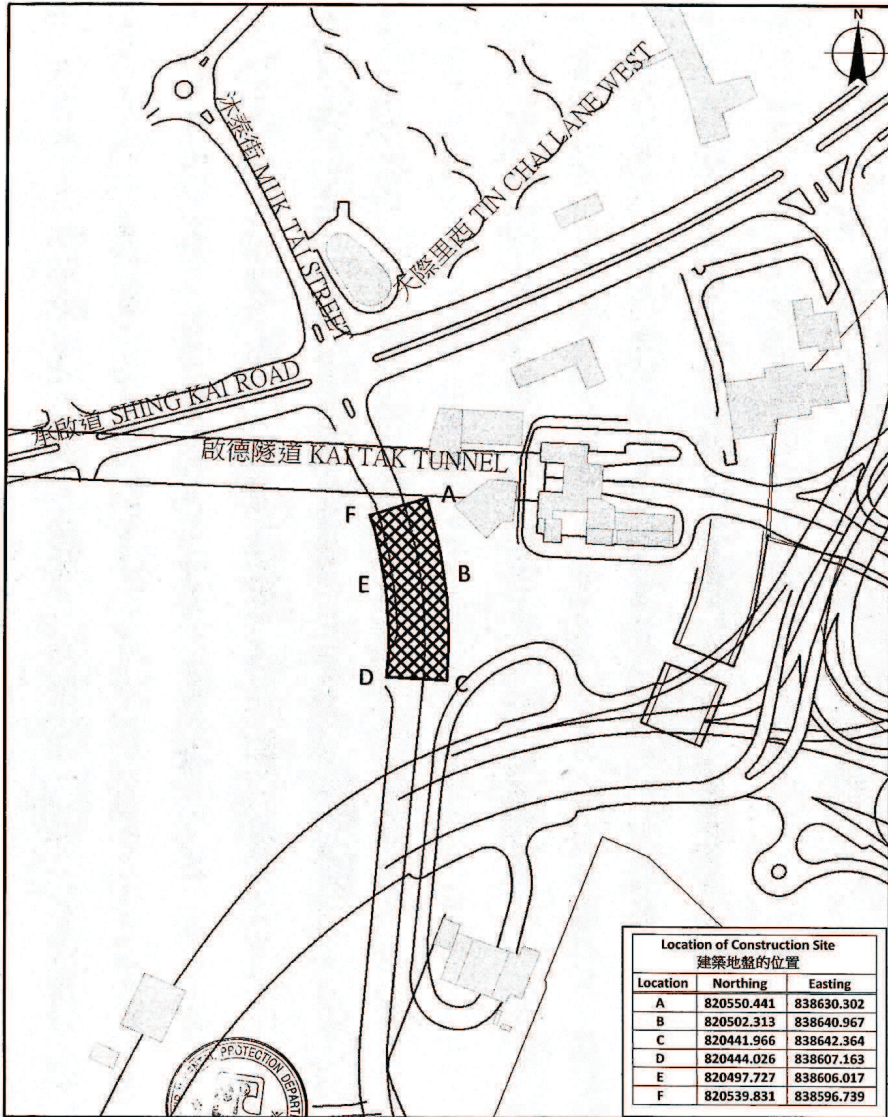 N
沐泰街 MUK TAI STREET
天際里西 TIN CHAI LANE WEST
承啟道 SHING KAI ROAD
啟德隧道 KAI TAK TUNNEL
A
F
B
E
D
C
Location of Construction Site
建築地盤的位置
Location Northing Easting
A 820550.441 838630.302
B 820502.313 838640.967
C 820441.966 838642.364
D 820444.026 838607.163
E 820497.727 838606.017
F 820539.831 838596.739
PROTECTION